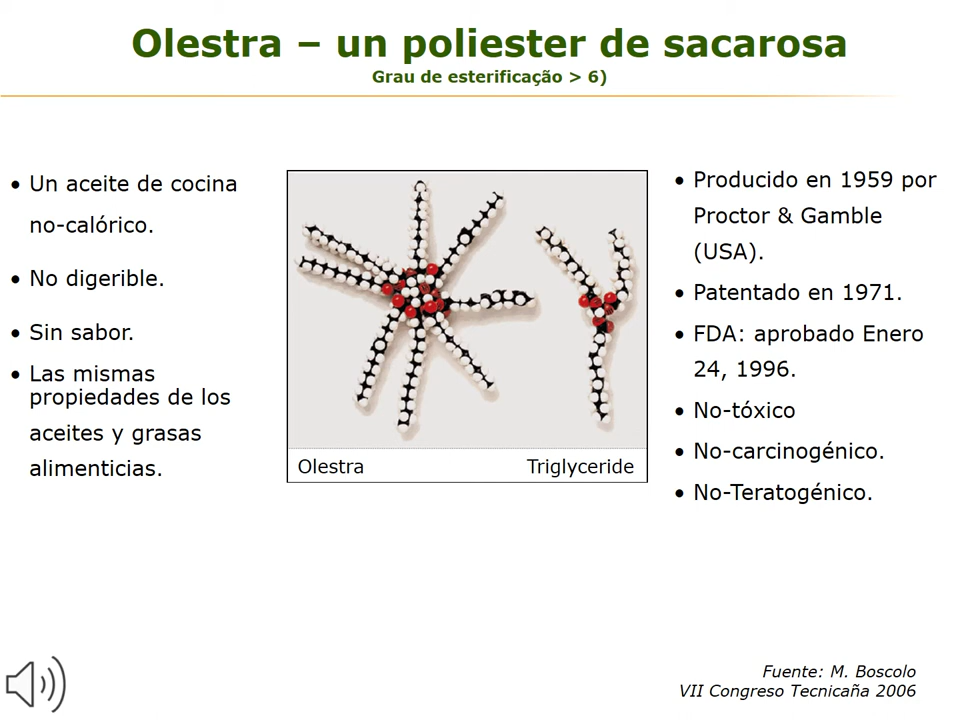 Olestra – un poliester de sacarosa
Grau de esterificação > 6)
• Un aceite de cocina
no-calórico.
• No digerible.
• Sin sabor.
• Las mismas
propiedades de los
aceites y grasas
alimenticias.
Olestra
Triglyceride
• Producido en 1959 por
Proctor & Gamble
(USA).
• Patentado en 1971.
• FDA: aprobado Enero
24, 1996.
• No-tóxico
• No-carcinogénico.
• No-Teratogénico.
Fuente: M. Boscolo
VII Congreso Tecnicaña 2006